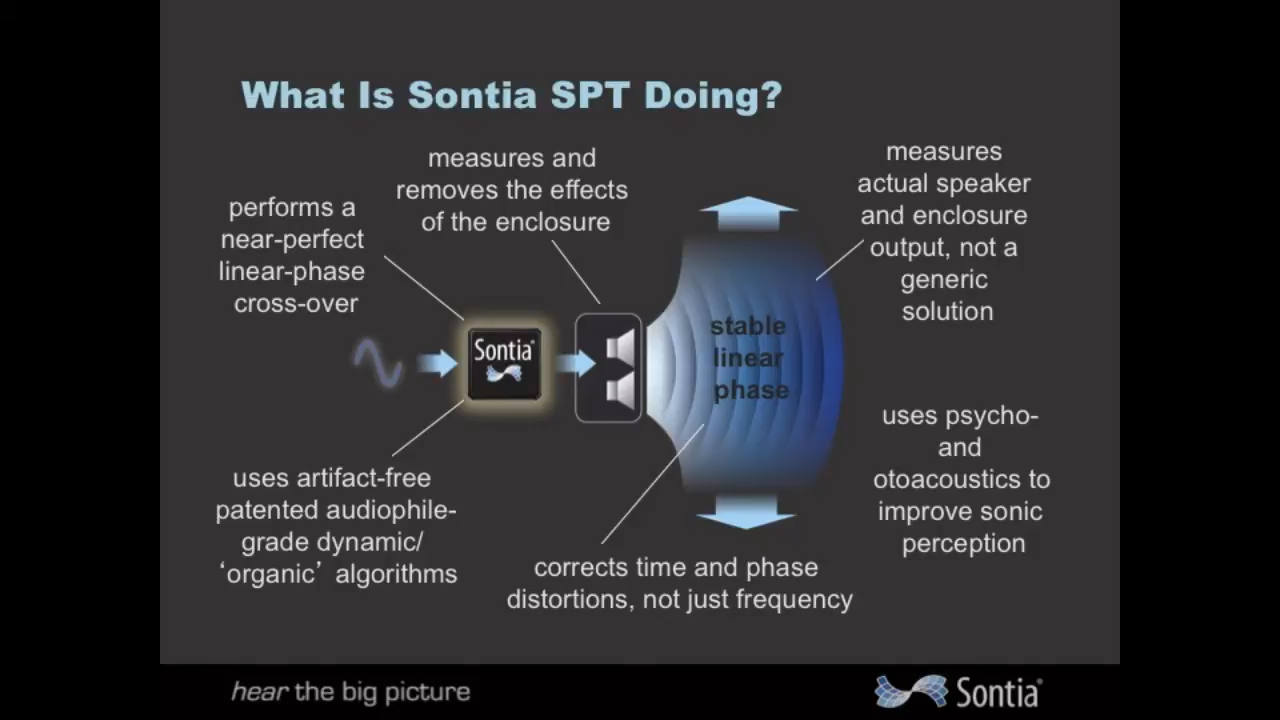 What Is Sontia SPT Doing?
measures and
removes the effects
of the enclosure
measures
actual speaker
and enclosure
output, not a
generic
solution
performs a
near-perfect
linear-phase
cross-over
Sontia®
stable
linear
phase
uses artifact-free
patented audiophile-
grade dynamic/
‘organic’ algorithms
corrects time and phase
distortions, not just frequency
uses psycho-
and
otoacoustics to
improve sonic
perception
hear the big picture
Sontia®